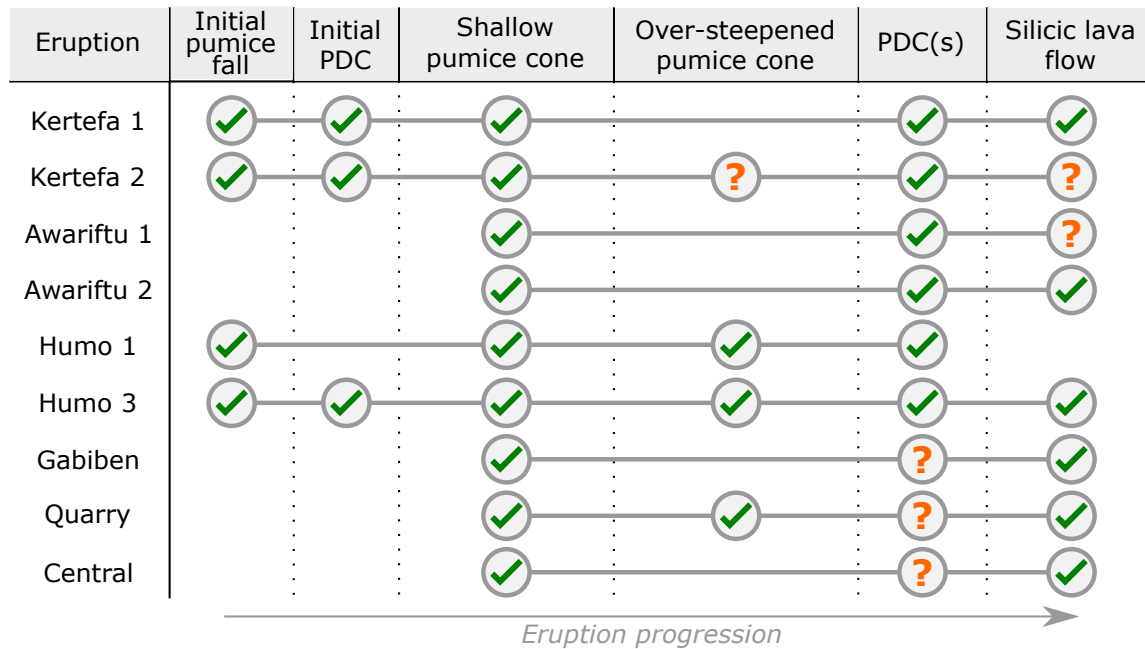 Eruption
Initial
pumice
fall
Initial
PDC
Shallow
pumice cone
Over-steepened
pumice cone
PDC(s)
Silicic lava
flow
Kertefa 1
Kertefa 2
?
?
Awariftu 1
?
Awariftu 2
Humo 1
Humo 3
Gabiben
?
Quarry
?
Central
?
Eruption progression